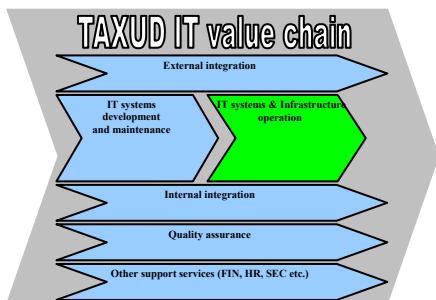 TAXUD IT value chain
External integration
IT systems
development
and maintenance
IT systems & Infrastructure
operation
Internal integration
Quality assurance
Other support services (FIN, HR, SEC etc.)